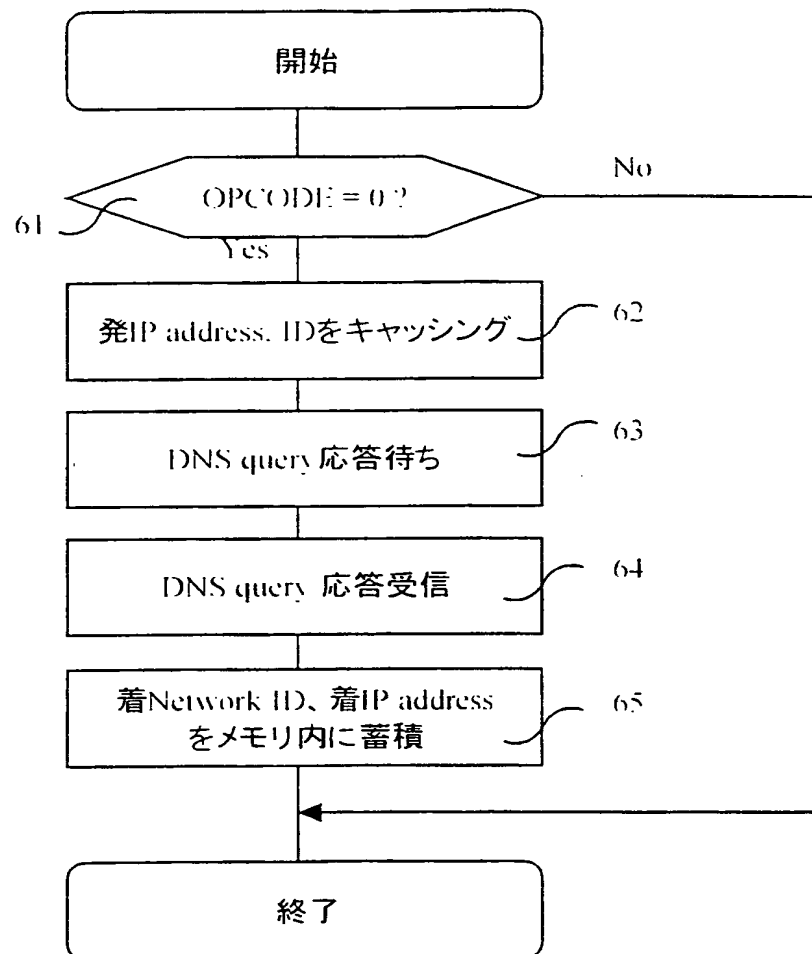 開始
OPCODE = 0 ?
No
61
Yes
発IP address, IDをキャッシング
62
DNS query 応答待ち
63
DNS query 応答受信
64
着Network ID、着IP address
をメモリ内に蓄積
65
終了